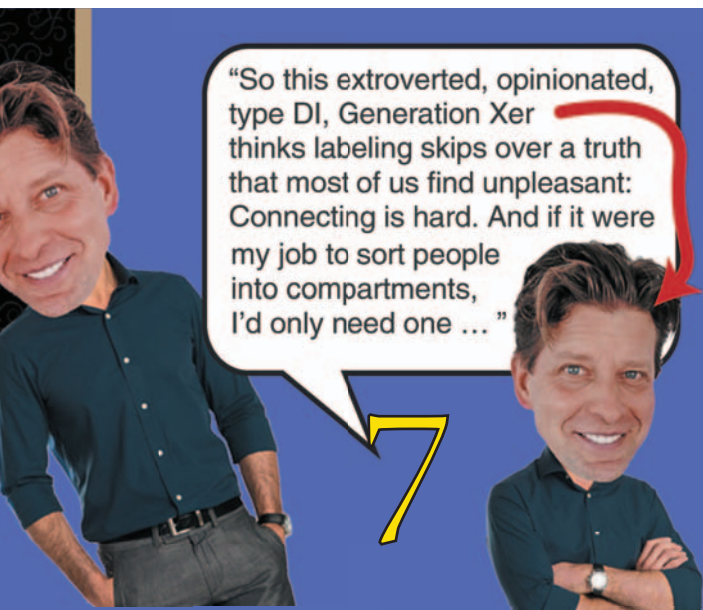 “So this extroverted, opinionated,
type DI, Generation Xer
thinks labeling skips over a truth
that most of us find unpleasant:
Connecting is hard. And if it were
my job to sort people
into compartments,
I’d only need one … ”
7